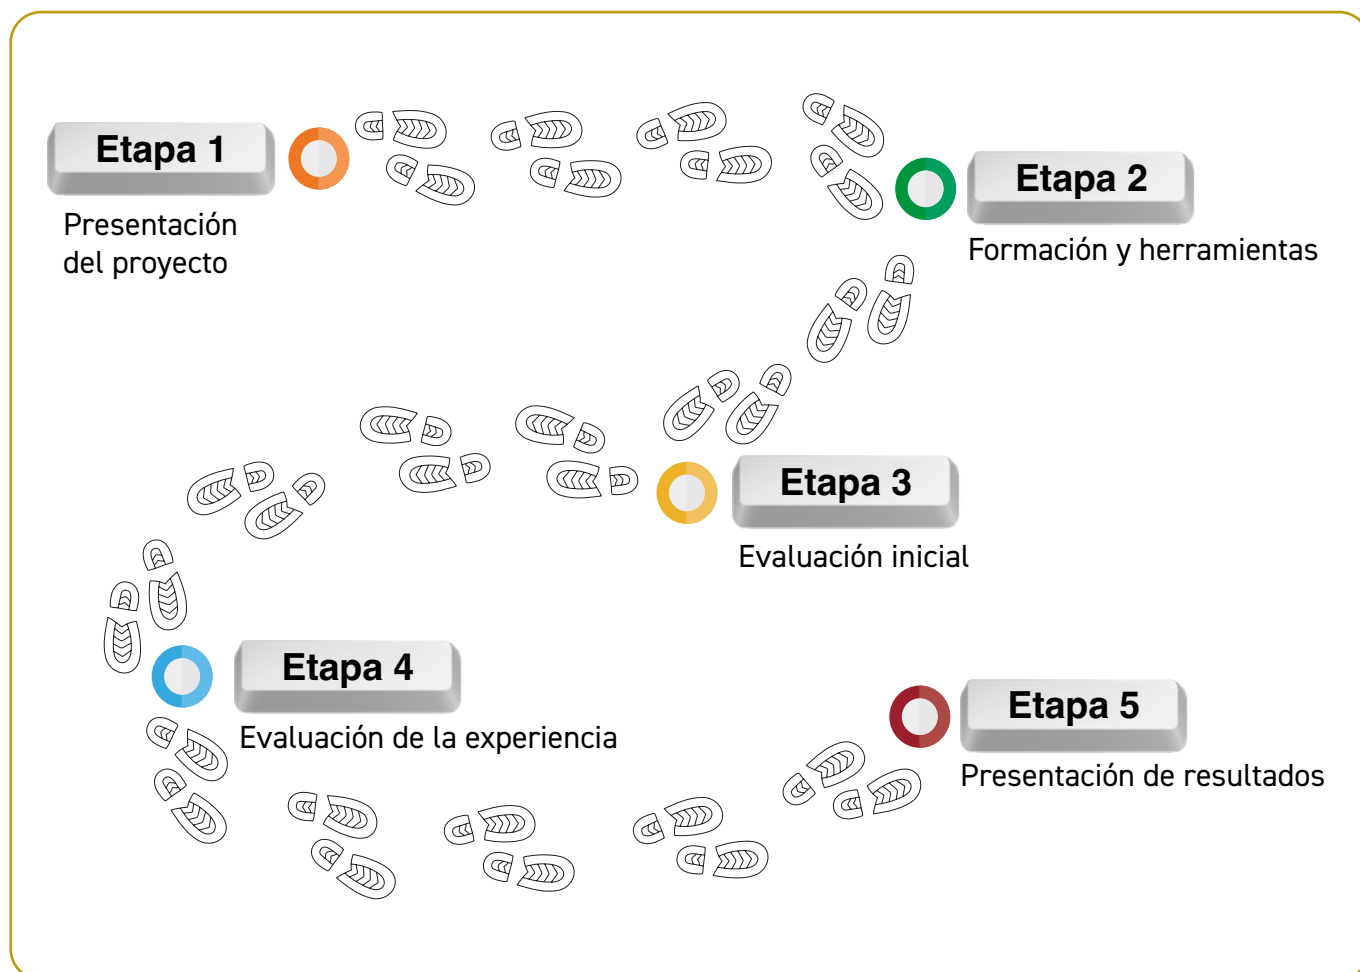 Etapa 1
Presentación
del proyecto
Etapa 2
Formación y herramientas
Etapa 3
Evaluación inicial
Etapa 4
Evaluación de la experiencia
Etapa 5
Presentación de resultados